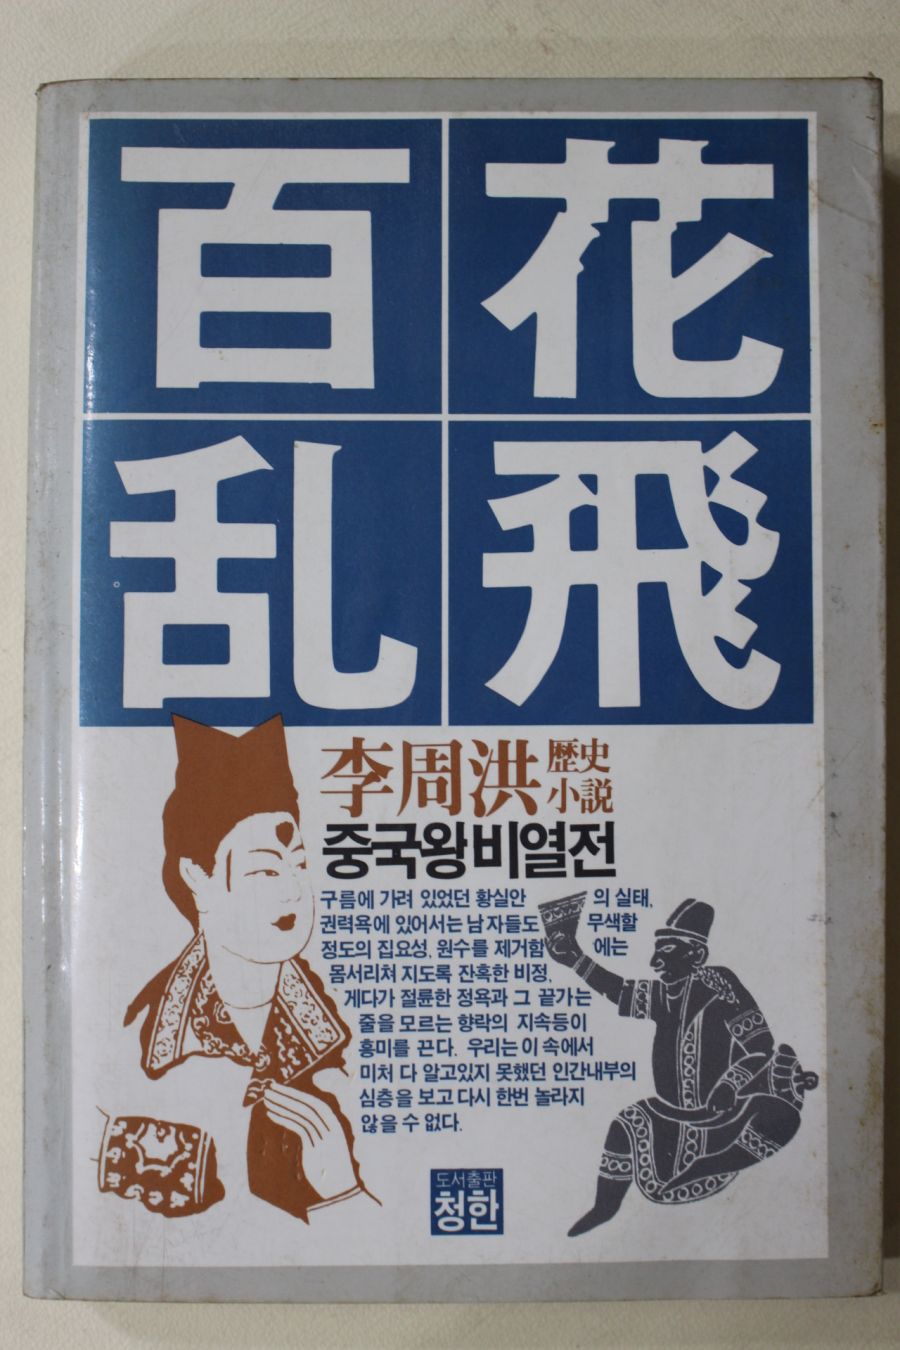 百花
乱飛
李周洪 歴史
小説
중국왕비열전
구름에 가려 있었던 황실안의 실태,
권력욕에 있어서는 남자들도 무색할
정도의 집요성, 원수를 제거함에는
몸서리쳐 지도록 잔혹한 비정,
게다가 절륜한 정욕과 그 끝가는
줄을 모르는 향락의 지속등이
흥미를 끈다. 우리는 이 속에서
미처 다 알고있지 못했던 인간내부의
심층을 보고 다시 한번 놀라지
않을 수 없다.
도서출판
청한